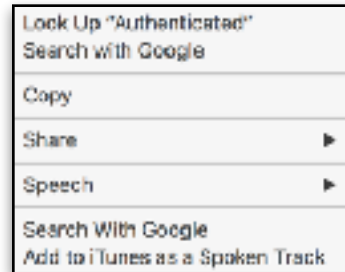 Look Up "Authenticated"
Search with Google
Copy
Share
Speech
Search With Google
Add to iTunes as a Spoken Track